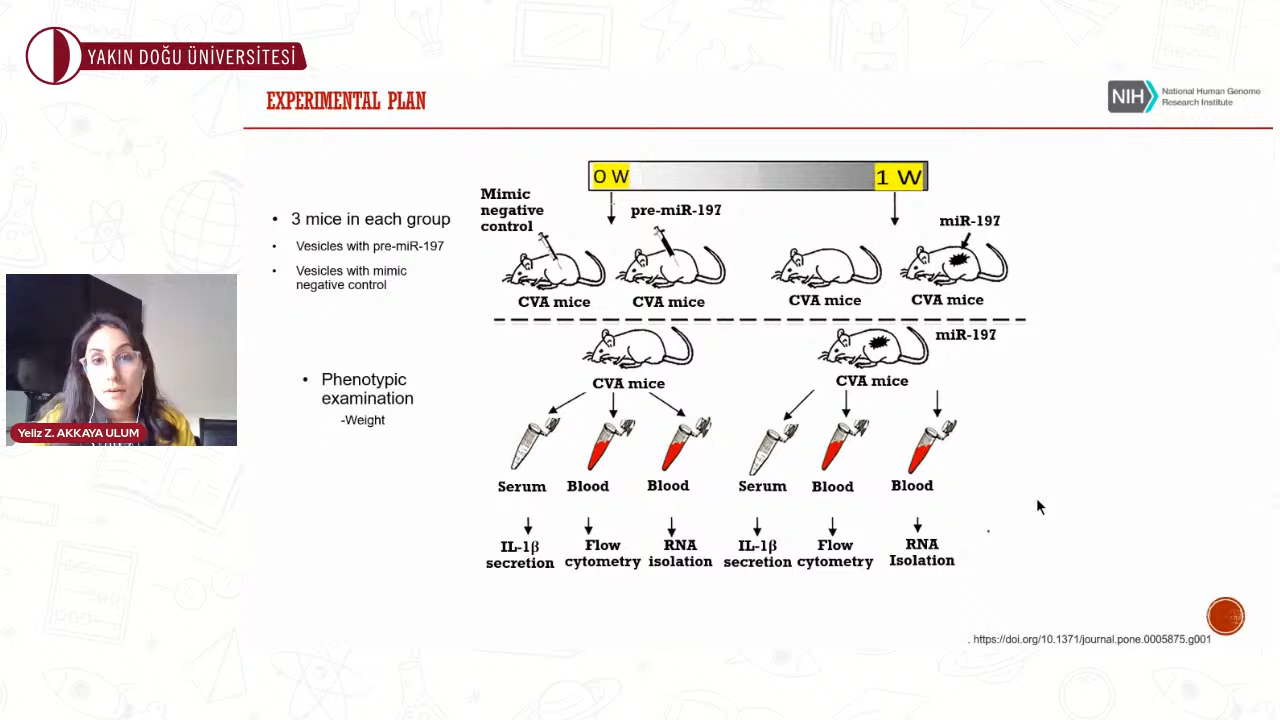 YAKIN DOĞU ÜNİVERSİTESİ
EXPERIMENTAL PLAN
NIH
National Human Genome
Research Institute
• 3 mice in each group
• Vesicles with pre-miR-197
• Vesicles with mimic
negative control
• Phenotypic
examination
-Weight
0 W
1 W
Mimic
negative
control
pre-miR-197
miR-197
CVA mice
CVA mice
CVA mice
CVA mice
miR-197
CVA mice
CVA mice
Serum
Blood
Blood
Serum
Blood
Blood
IL-1β
secretion
Flow
cytometry
RNA
isolation
IL-1β
secretion
Flow
cytometry
RNA
Isolation
Yeliz Z. AKKAYA ULUM
. https://doi.org/10.1371/journal.pone.0005875.g001